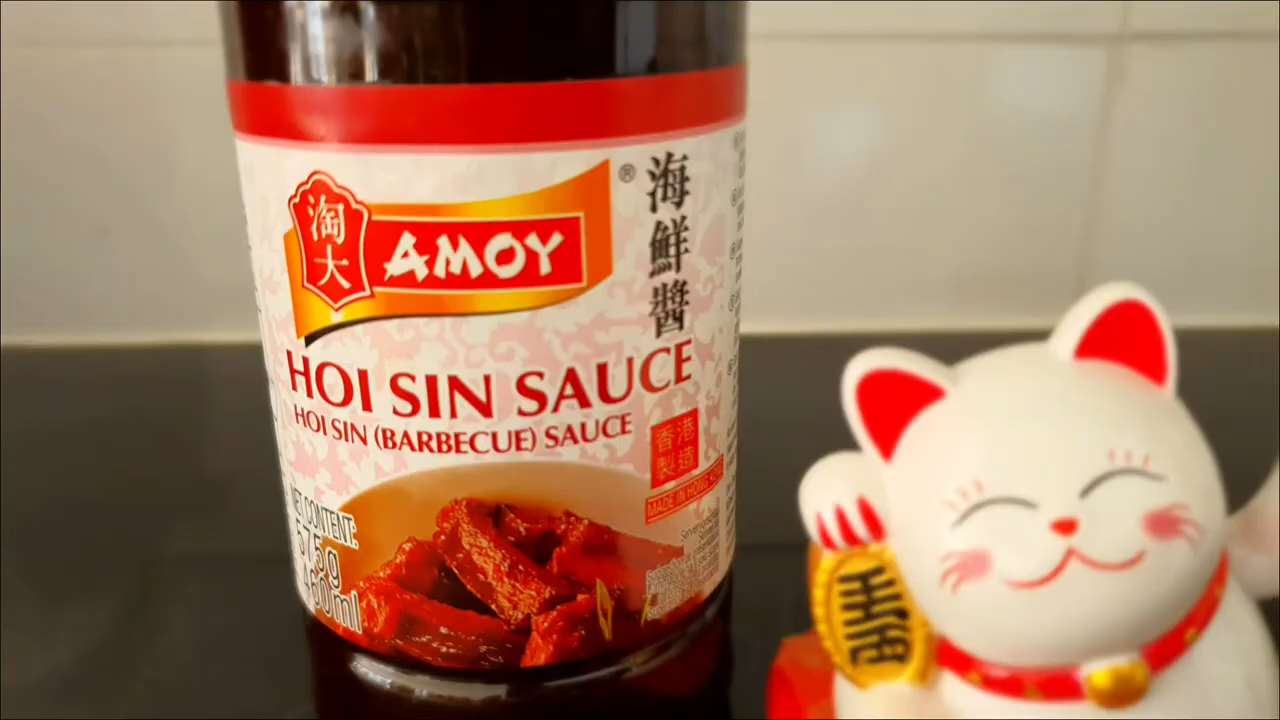 淘大
AMOY
®
海鮮醬
HOI SIN SAUCE
HOI SIN (BARBECUE) SAUCE
香港
製造
MADE IN HONG KONG
NET CONTENT:
575g
460ml